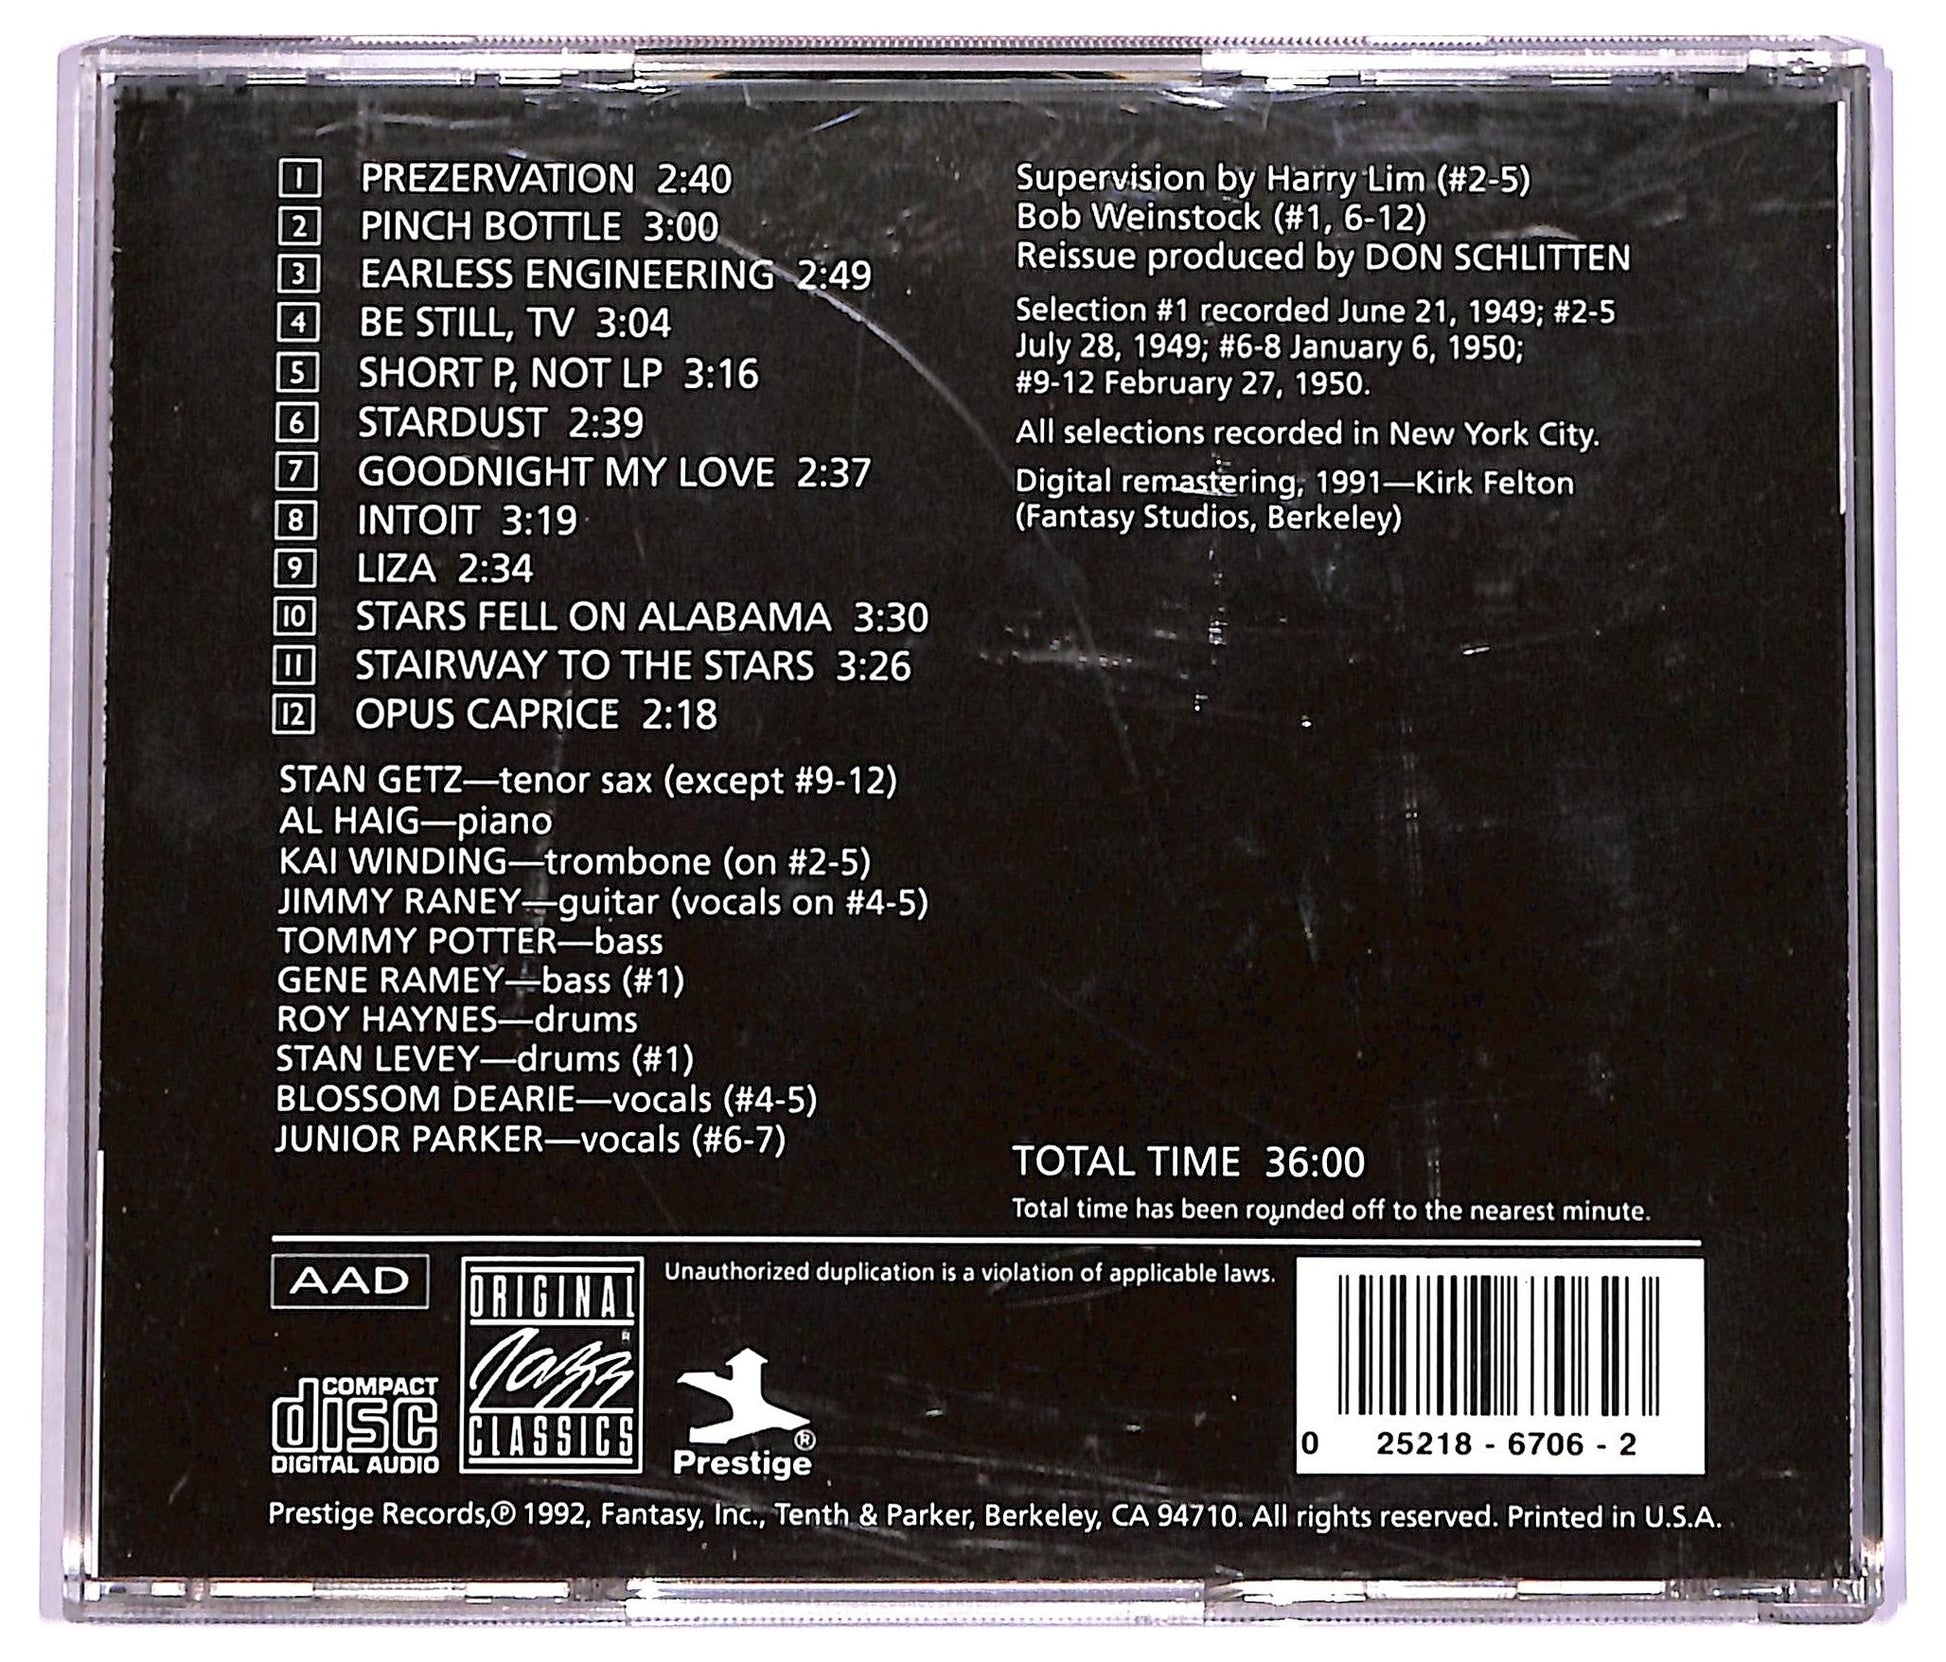 1 PREZERVATION 2:40
2 PINCH BOTTLE 3:00
3 EARLESS ENGINEERING 2:49
4 BE STILL, TV 3:04
5 SHORT P, NOT LP 3:16
6 STARDUST 2:39
7 GOODNIGHT MY LOVE 2:37
8 INTOIT 3:19
9 LIZA 2:34
10 STARS FELL ON ALABAMA 3:30
11 STAIRWAY TO THE STARS 3:26
12 OPUS CAPRICE 2:18
STAN GETZ—tenor sax (except #9-12)
AL HAIG—piano
KAI WINDING—trombone (on #2-5)
JIMMY RANEY—guitar (vocals on #4-5)
TOMMY POTTER—bass
GENE RAMEY—bass (#1)
ROY HAYNES—drums
STAN LEVEY—drums (#1)
BLOSSOM DEARIE—vocals (#4-5)
JUNIOR PARKER—vocals (#6-7)
Supervision by Harry Lim (#2-5)
Bob Weinstock (#1, 6-12)
Reissue produced by DON SCHLITTEN
Selection #1 recorded June 21, 1949; #2-5
July 28, 1949; #6-8 January 6, 1950;
#9-12 February 27, 1950.
All selections recorded in New York City.
Digital remastering, 1991—Kirk Felton
(Fantasy Studios, Berkeley)
TOTAL TIME 36:00
Total time has been rounded off to the nearest minute.
AAD
COMPACT
disc
DIGITAL AUDIO
ORIGINAL
Jazz ®
CLASSICS
Unauthorized duplication is a violation of applicable laws.
Prestige ®
0 25218 - 6706 - 2
Prestige Records,℗ 1992, Fantasy, Inc., Tenth & Parker, Berkeley, CA 94710. All rights reserved. Printed in U.S.A.